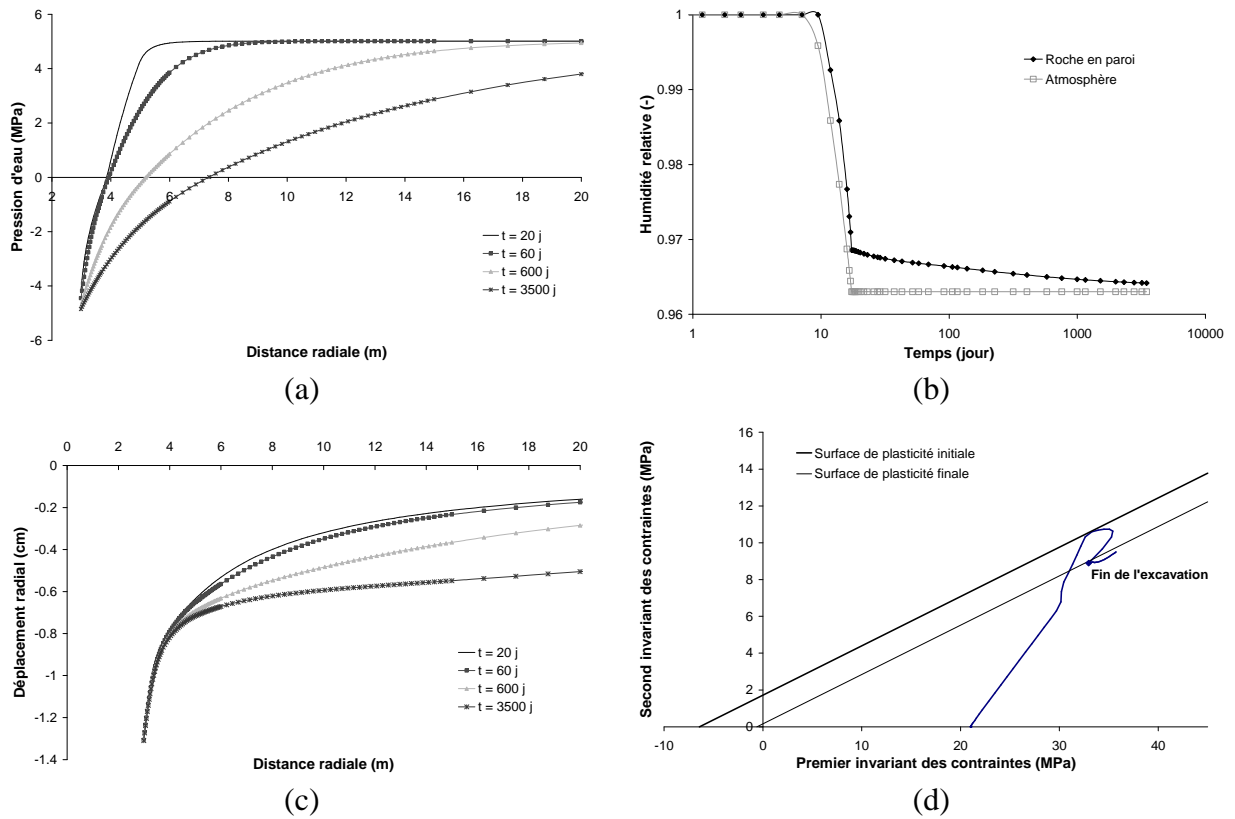 6
4
2
0
-2
-4
-6
2 4 6 8 10 12 14 16 18 20
Pression d'eau (MPa)
Distance radiale (m)
t = 20 j
t = 60 j
t = 600 j
t = 3500 j
(a)
1
0.99
0.98
0.97
0.96
1 10 100 1000 10000
Humidité relative (-)
Temps (jour)
Roche en paroi
Atmosphère
(b)
0 2 4 6 8 10 12 14 16 18 20
0
-0.2
-0.4
-0.6
-0.8
-1
-1.2
-1.4
Déplacement radial (cm)
Distance radiale (m)
t = 20 j
t = 60 j
t = 600 j
t = 3500 j
(c)
16
14
12
10
8
6
4
2
0
-10 0 10 20 30 40
Second invariant des contraintes (MPa)
Premier invariant des contraintes (MPa)
Surface de plasticité initiale
Surface de plasticité finale
Fin de l'excavation
(d)